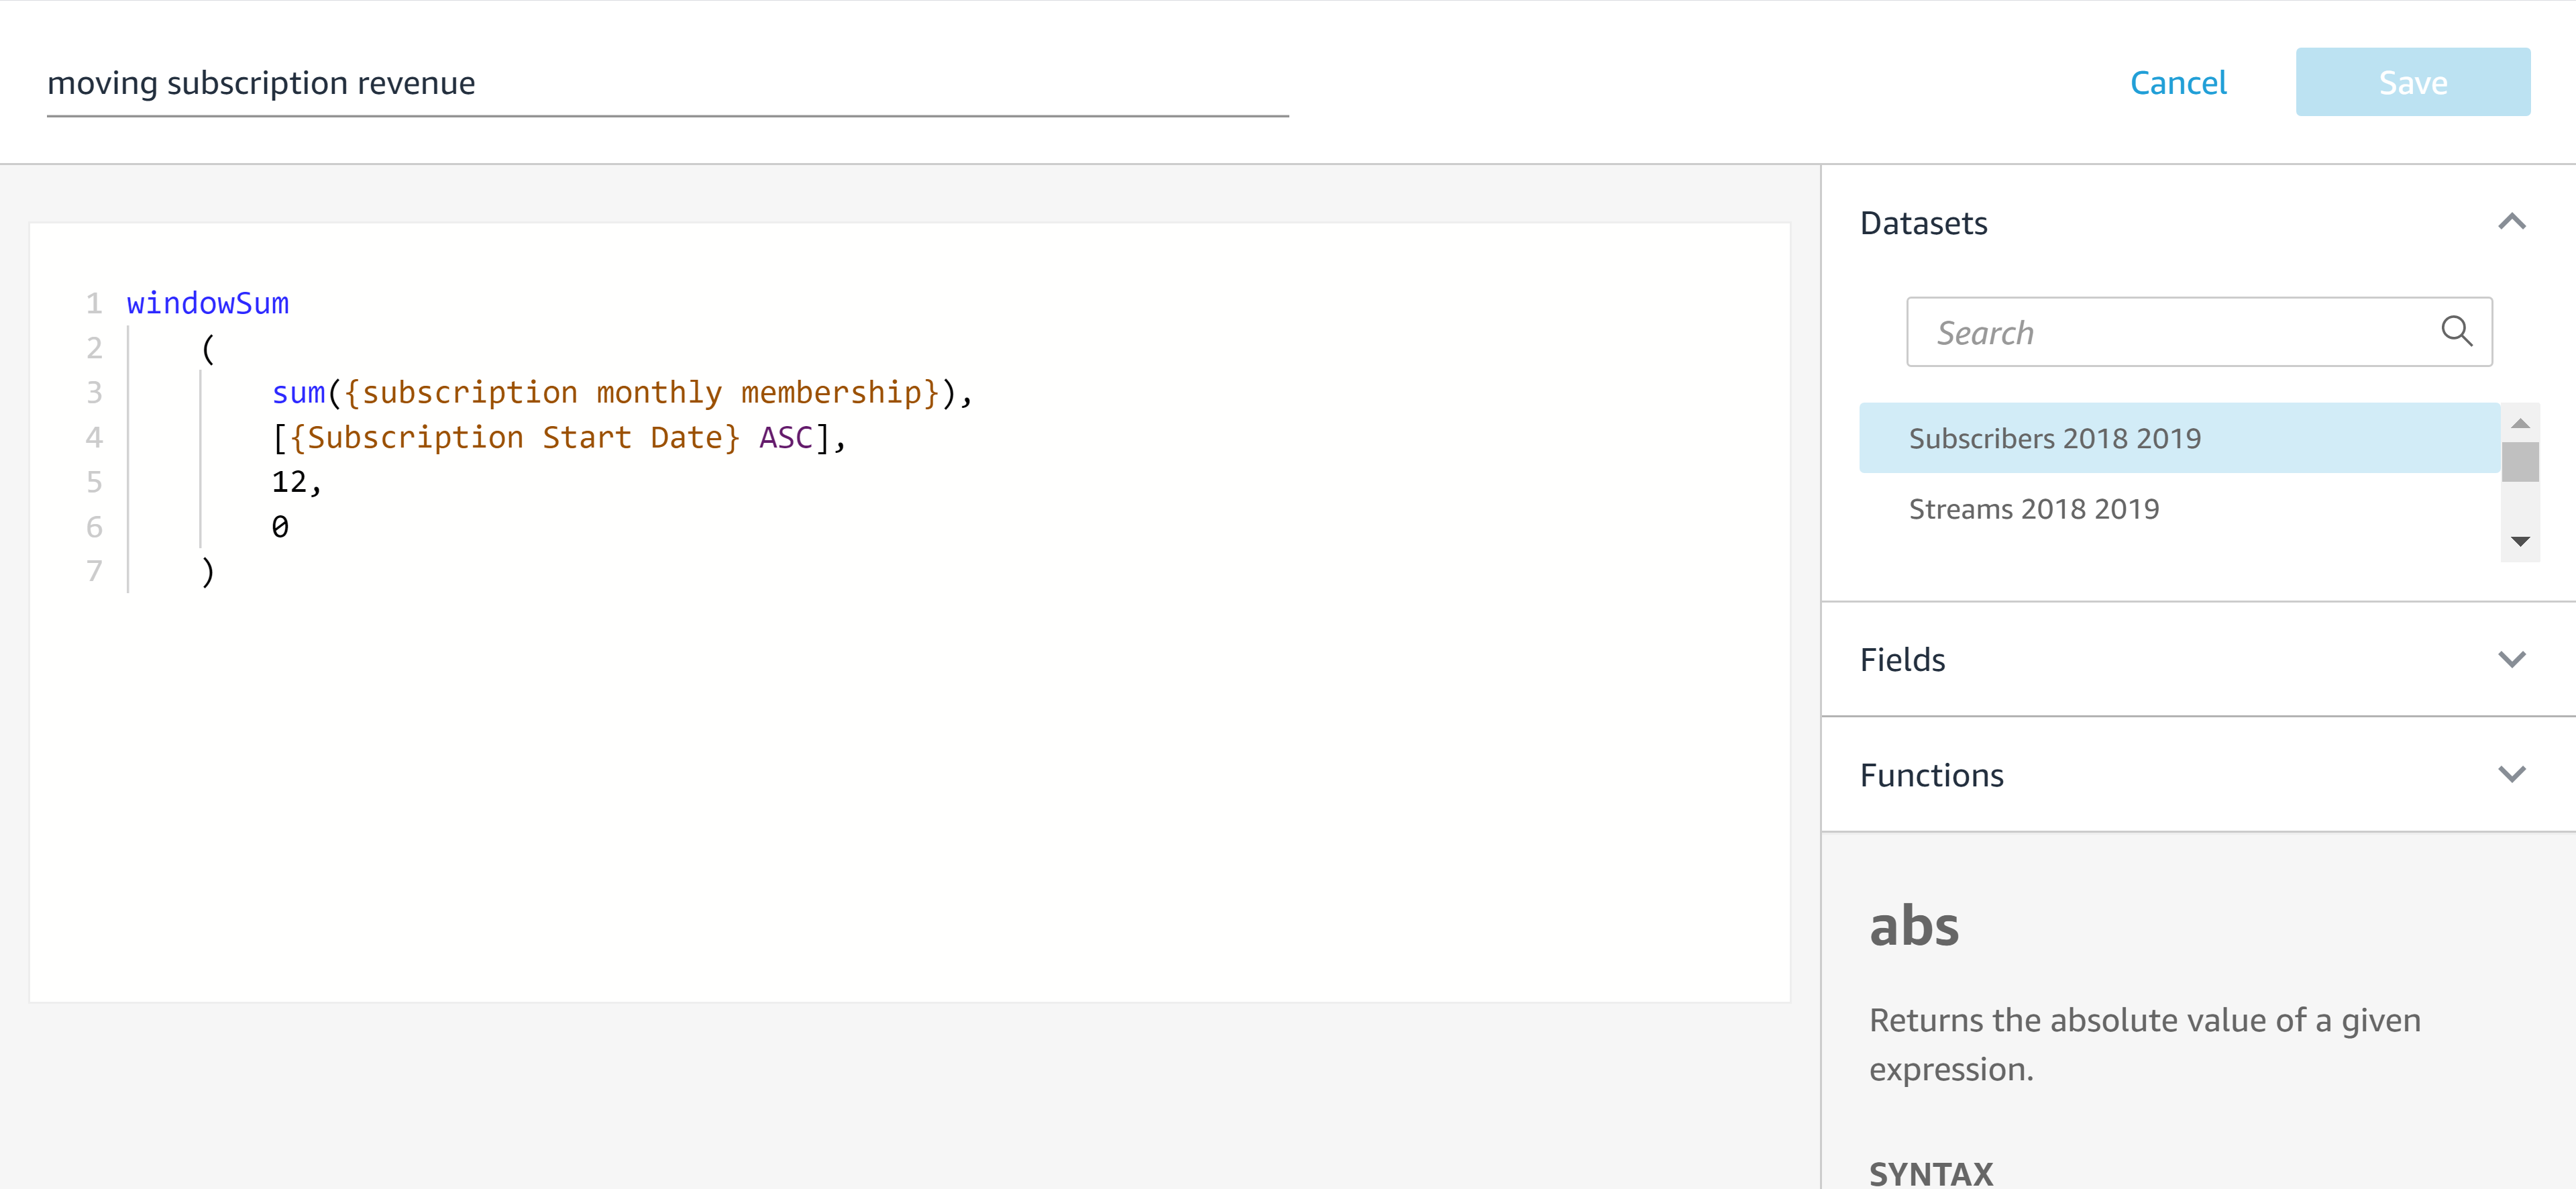 moving subscription revenue
Cancel
Save
1 windowSum
2 (
3 sum({subscription monthly membership}),
4 [{Subscription Start Date} ASC],
5 12,
6 0
7 )
Datasets
Search
Subscribers 2018 2019
Streams 2018 2019
Fields
Functions
abs
Returns the absolute value of a given
expression.
SYNTAX